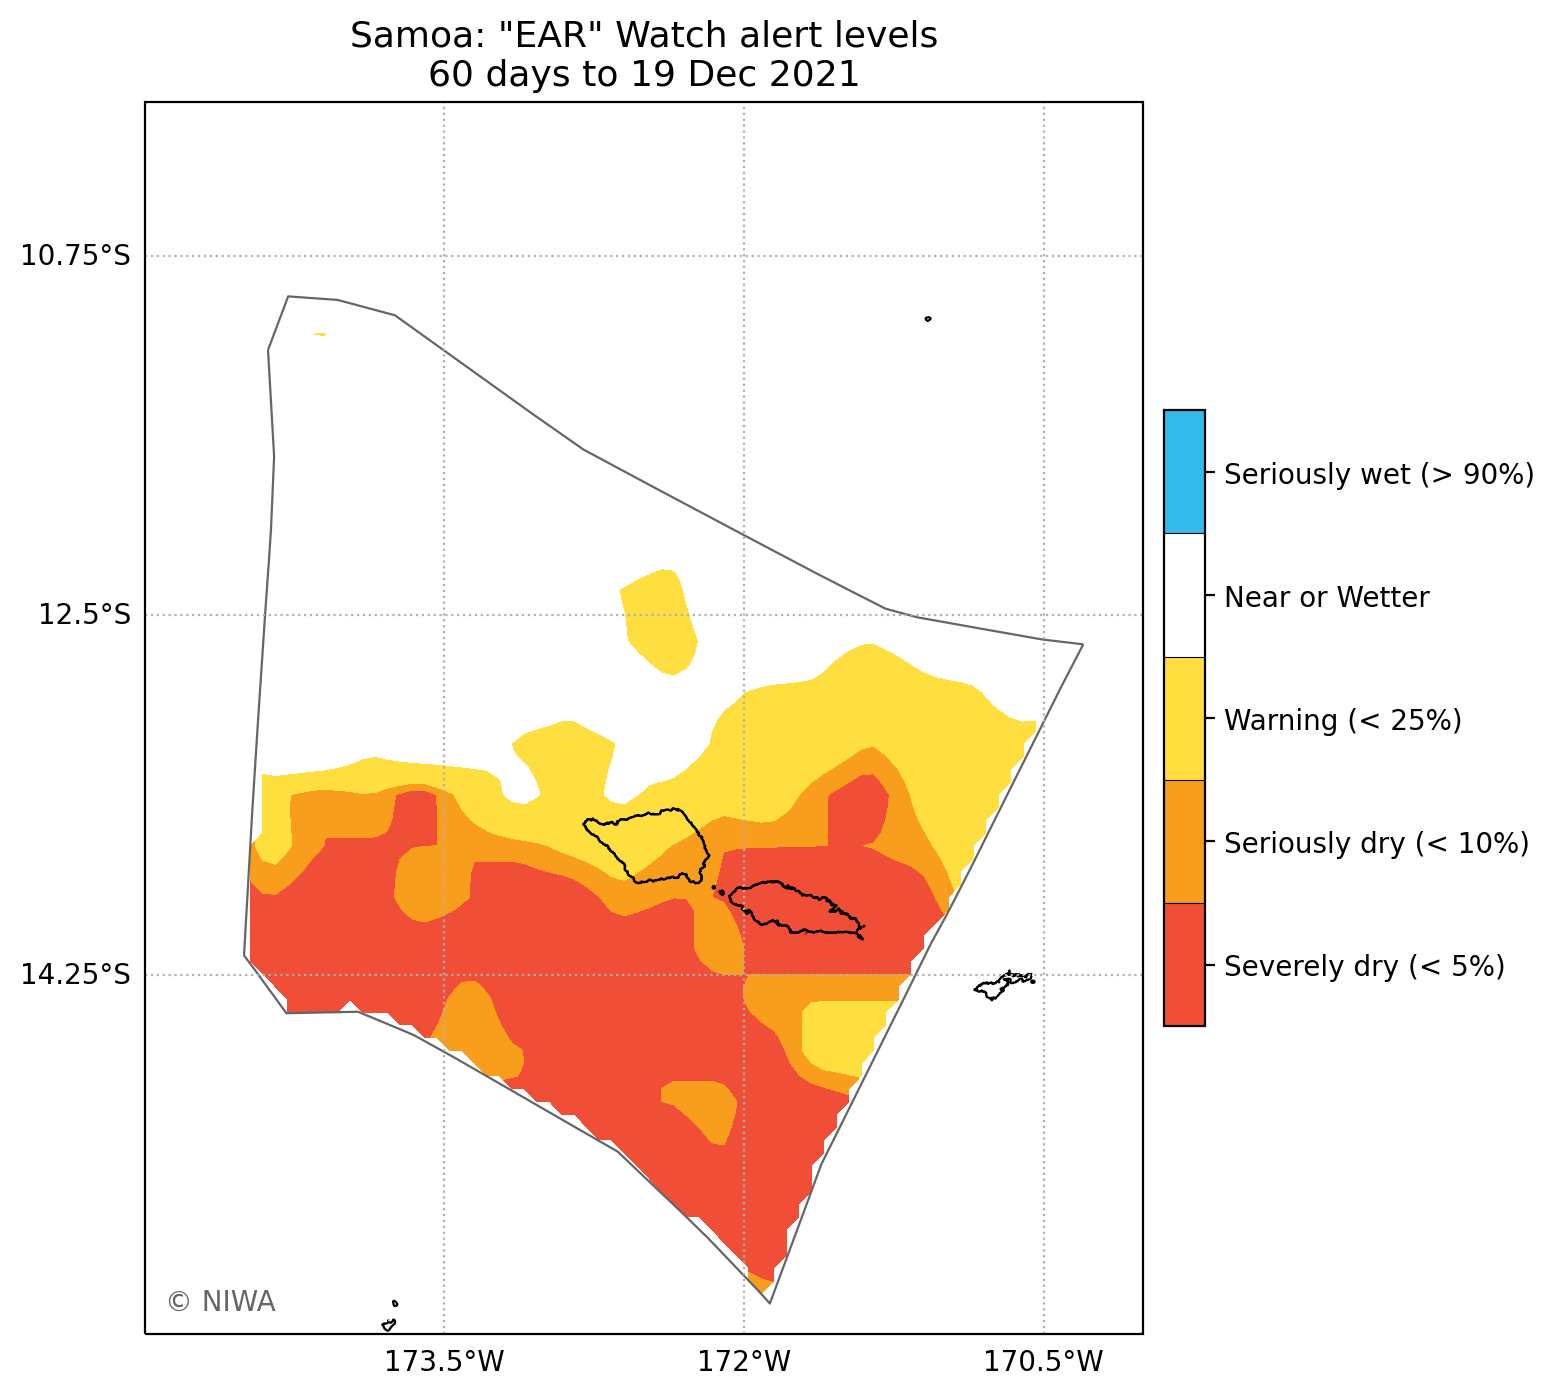 Samoa: "EAR" Watch alert levels
60 days to 19 Dec 2021
10.75°S
12.5°S
14.25°S
173.5°W
172°W
170.5°W
Seriously wet (> 90%)
Near or Wetter
Warning (< 25%)
Seriously dry (< 10%)
Severely dry (< 5%)
© NIWA